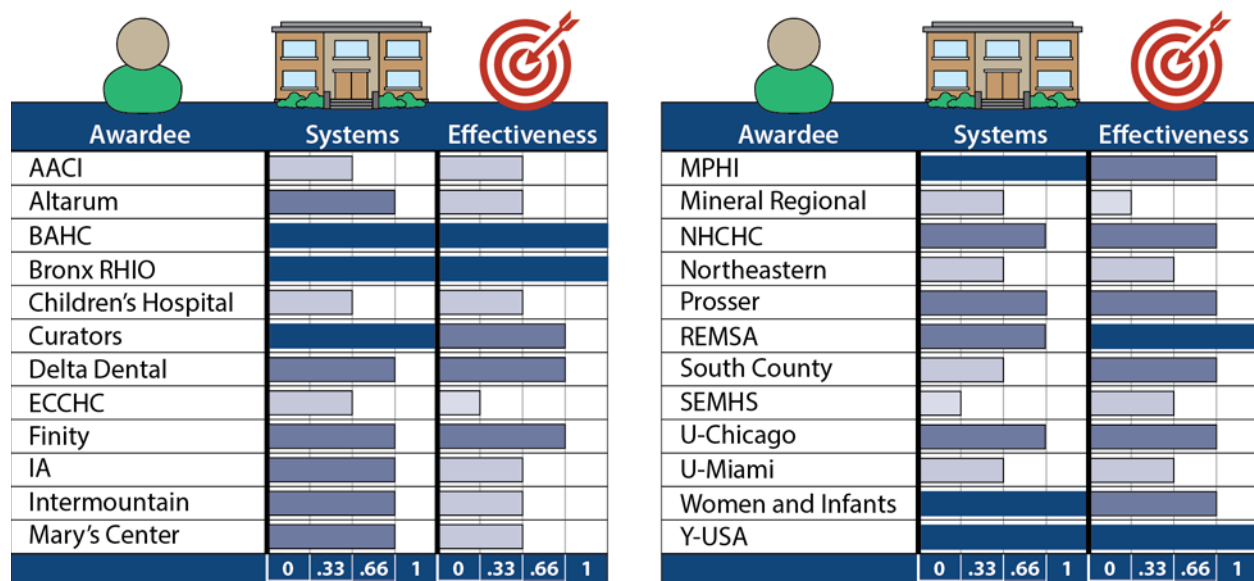 Awardee Systems Effectiveness
AACI
Altarum
BAHC
Bronx RHIO
Children's Hospital
Curators
Delta Dental
ECCHC
Finity
IA
Intermountain
Mary's Center
0 .33 .66 1 0 .33 .66 1
Awardee Systems Effectiveness
MPHI
Mineral Regional
NHCHC
Northeastern
Prosser
REMSA
South County
SEMHS
U-Chicago
U-Miami
Women and Infants
Y-USA
0 .33 .66 1 0 .33 .66 1